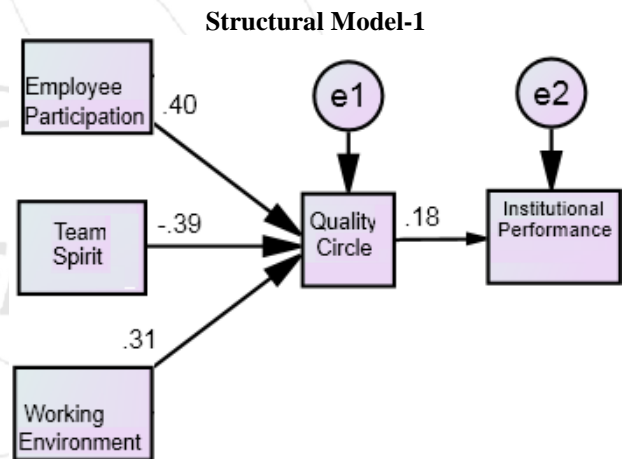 Structural Model-1
Employee
Participation
.40
e1
e2
Team
Spirit
-.39
Quality
Circle
.18
Institutional
Performance
.31
Working
Environment